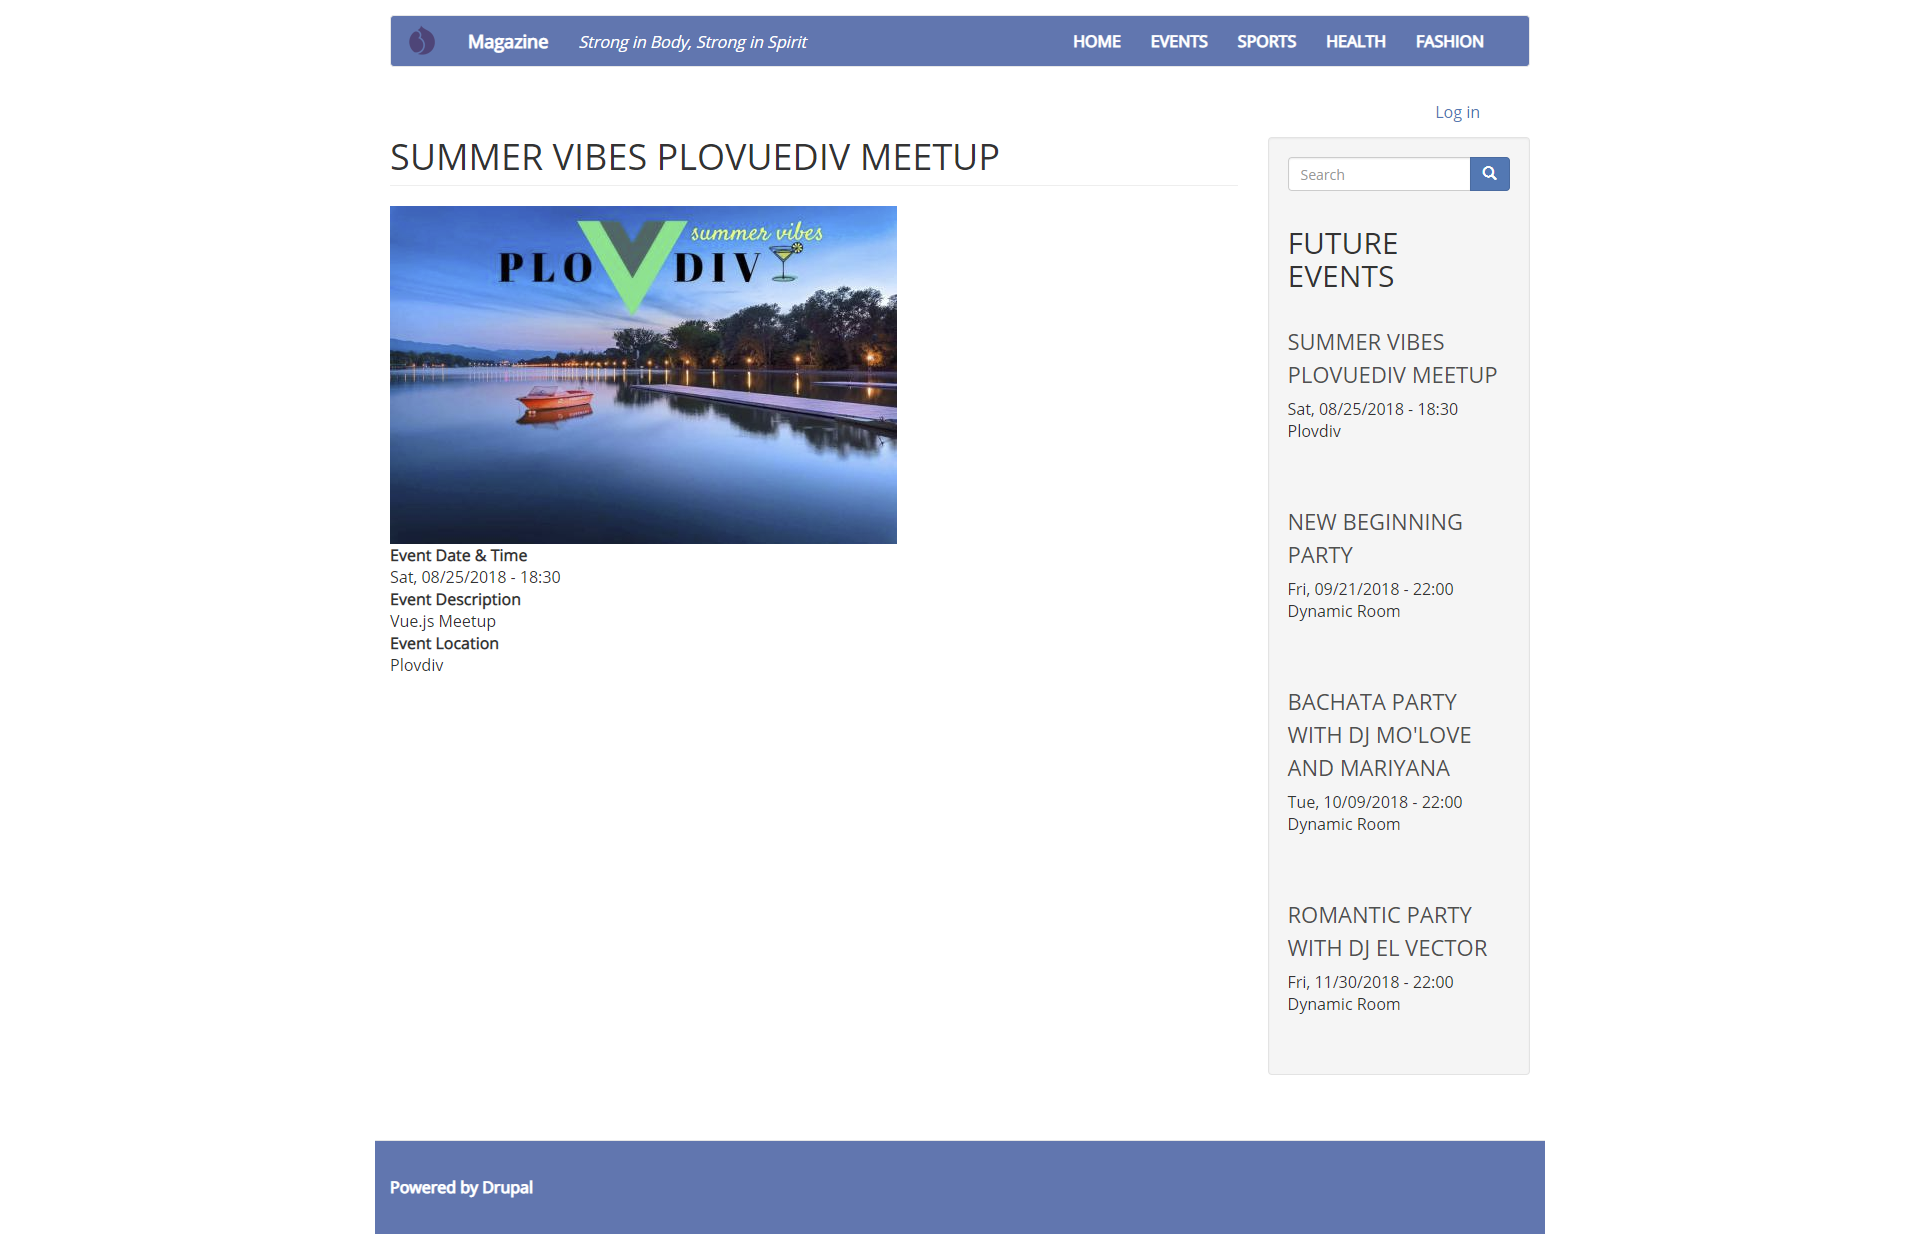 Magazine
Strong in Body, Strong in Spirit
HOME EVENTS SPORTS HEALTH FASHION
Log in
SUMMER VIBES PLOVUEDIV MEETUP
summer vibes
PLOVDIV
Event Date & Time
Sat, 08/25/2018 - 18:30
Event Description
Vue.js Meetup
Event Location
Plovdiv
Search
FUTURE
EVENTS
SUMMER VIBES
PLOVUEDIV MEETUP
Sat, 08/25/2018 - 18:30
Plovdiv
NEW BEGINNING
PARTY
Fri, 09/21/2018 - 22:00
Dynamic Room
BACHATA PARTY
WITH DJ MO'LOVE
AND MARIYANA
Tue, 10/09/2018 - 22:00
Dynamic Room
ROMANTIC PARTY
WITH DJ EL VECTOR
Fri, 11/30/2018 - 22:00
Dynamic Room
Powered by Drupal